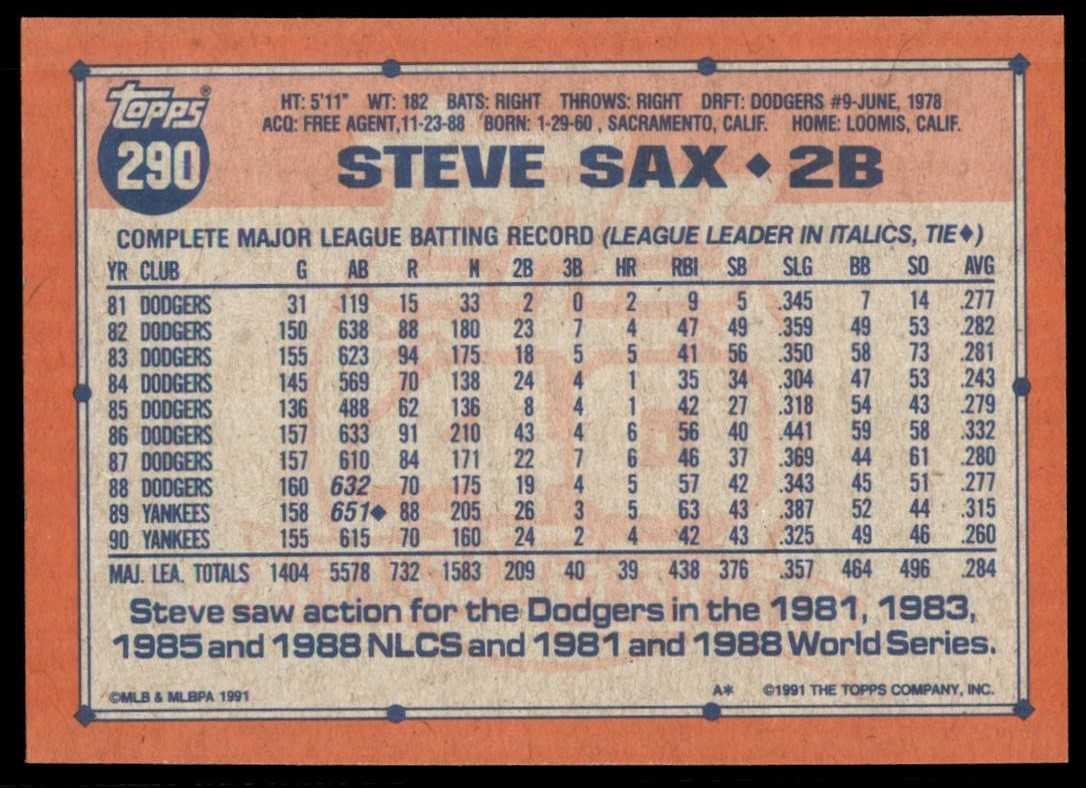 Topps®
290
HT: 5'11" WT: 182 BATS: RIGHT THROWS: RIGHT DRFT: DODGERS #9-JUNE, 1978
ACQ: FREE AGENT,11-23-88 BORN: 1-29-60 , SACRAMENTO, CALIF. HOME: LOOMIS, CALIF.
STEVE SAX ◆ 2B
COMPLETE MAJOR LEAGUE BATTING RECORD (LEAGUE LEADER IN ITALICS, TIE◆)
YR CLUB G AB R H 2B 3B HR RBI SB SLG BB SO AVG
81 DODGERS 31 119 15 33 2 0 2 9 5 .345 7 14 .277
82 DODGERS 150 638 88 180 23 7 4 47 49 .359 49 53 .282
83 DODGERS 155 623 94 175 18 5 5 41 56 .350 58 73 .281
84 DODGERS 145 569 70 138 24 4 1 35 34 .304 47 53 .243
85 DODGERS 136 488 62 136 8 4 1 42 27 .318 54 43 .279
86 DODGERS 157 633 91 210 43 4 6 56 40 .441 59 58 .332
87 DODGERS 157 610 84 171 22 7 6 46 37 .369 44 61 .280
88 DODGERS 160 632 70 175 19 4 5 57 42 .343 45 51 .277
89 YANKEES 158 651◆ 88 205 26 3 5 63 43 .387 52 44 .315
90 YANKEES 155 615 70 160 24 2 4 42 43 .325 49 46 .260
MAJ. LEA. TOTALS 1404 5578 732 1583 209 40 39 438 376 .357 464 496 .284
Steve saw action for the Dodgers in the 1981, 1983,
1985 and 1988 NLCS and 1981 and 1988 World Series.
©MLB & MLBPA 1991 A* ©1991 THE TOPPS COMPANY, INC.